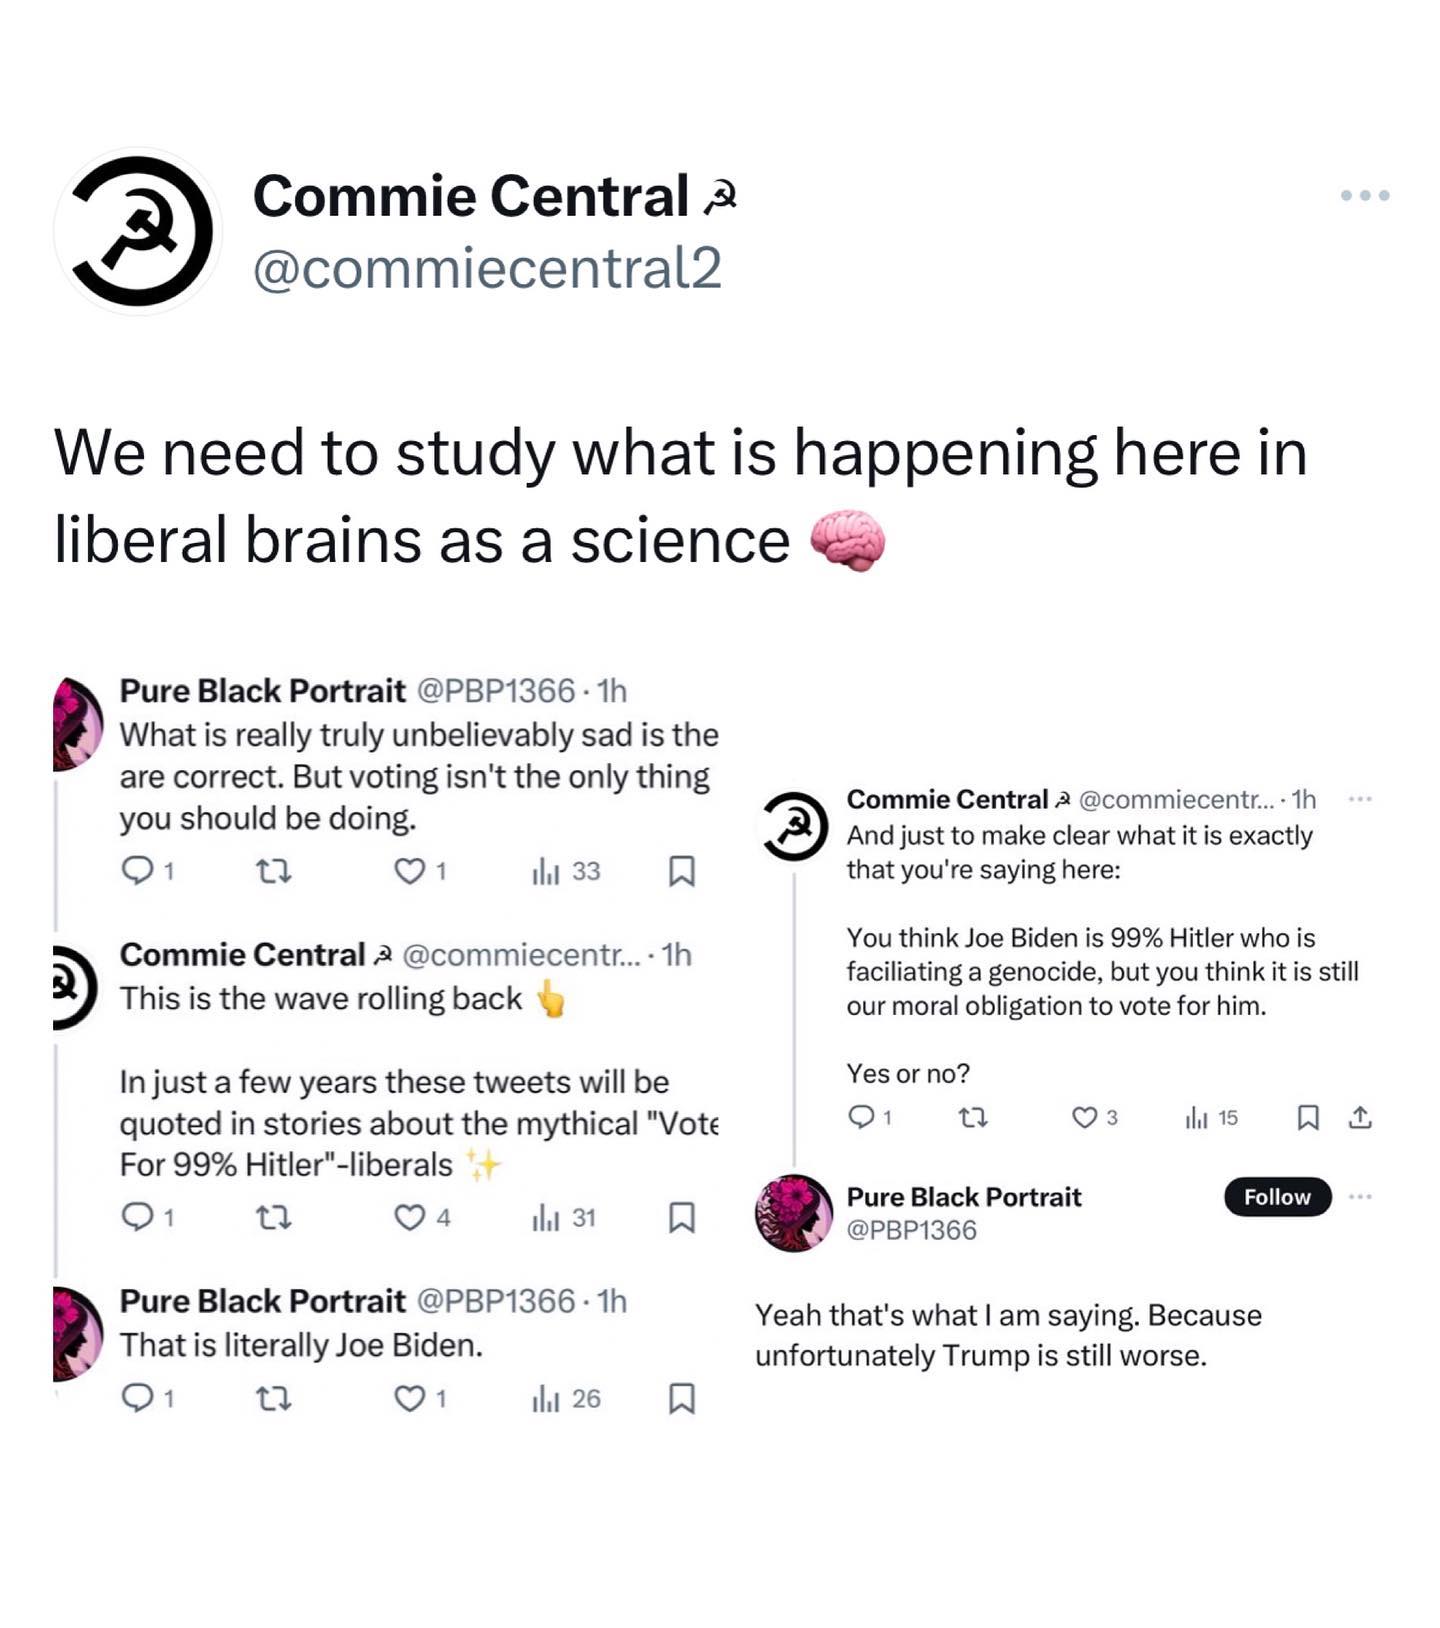 Commie Central ☭
@commiecentral2
We need to study what is happening here in
liberal brains as a science 🧠
Pure Black Portrait @PBP1366 · 1h
What is really truly unbelievably sad is the
are correct. But voting isn't the only thing
you should be doing.
1 1 33
Commie Central ☭ @commiecentr... · 1h
This is the wave rolling back 👆
In just a few years these tweets will be
quoted in stories about the mythical "Vote
For 99% Hitler"-liberals ✨
1 4 31
Pure Black Portrait @PBP1366 · 1h
That is literally Joe Biden.
1 1 26
Commie Central ☭ @commiecentr... · 1h
And just to make clear what it is exactly
that you're saying here:
You think Joe Biden is 99% Hitler who is
faciliating a genocide, but you think it is still
our moral obligation to vote for him.
Yes or no?
1 3 15
Pure Black Portrait
Follow
@PBP1366
Yeah that's what I am saying. Because
unfortunately Trump is still worse.